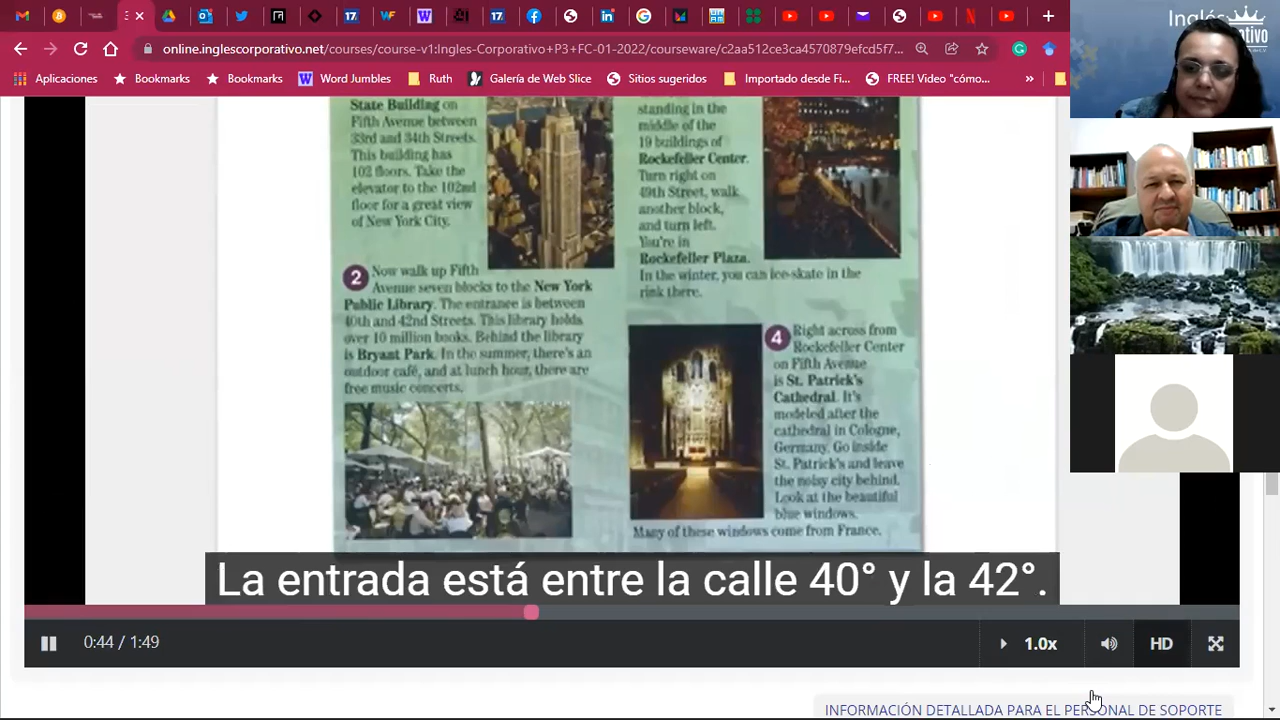 online.inglescorporativo.net/courses/course-v1:Ingles-Corporativo+P3+FC-01-2022/courseware/c2aa512ce3ca4570879efcd5f7...
Aplicaciones
Bookmarks
Bookmarks
Word Jumbles
Ruth
Galería de Web Slice
Sitios sugeridos
Importado desde Fi...
FREE! Video "cómo...
»
Inglés
State Building on
Fifth Avenue between
33rd and 34th Streets.
This building has
102 floors. Take the
elevator to the 102nd
floor for a great view
of New York City.
2 Now walk up Fifth
Avenue seven blocks to the New York
Public Library. The entrance is between
40th and 42nd Streets. This library holds
over 10 million books. Behind the library
is Bryant Park. In the summer, there's an
outdoor café, and at lunch hour, there are
free music concerts.
standing in the
middle of the
19 buildings of
Rockefeller Center.
Turn right on
49th Street, walk
another block,
and turn left.
You're in
Rockefeller Plaza.
In the winter, you can ice-skate in the
rink there.
4 Right across from
Rockefeller Center
on Fifth Avenue
is St. Patrick's
Cathedral. It's
modeled after the
cathedral in Cologne,
Germany. Go inside
St. Patrick's and leave
the noisy city behind.
Look at the beautiful
blue windows.
Many of these windows come from France.
La entrada está entre la calle 40° y la 42°.
0:44 / 1:49
1.0x
HD
INFORMACIÓN DETALLADA PARA EL PERSONAL DE SOPORTE